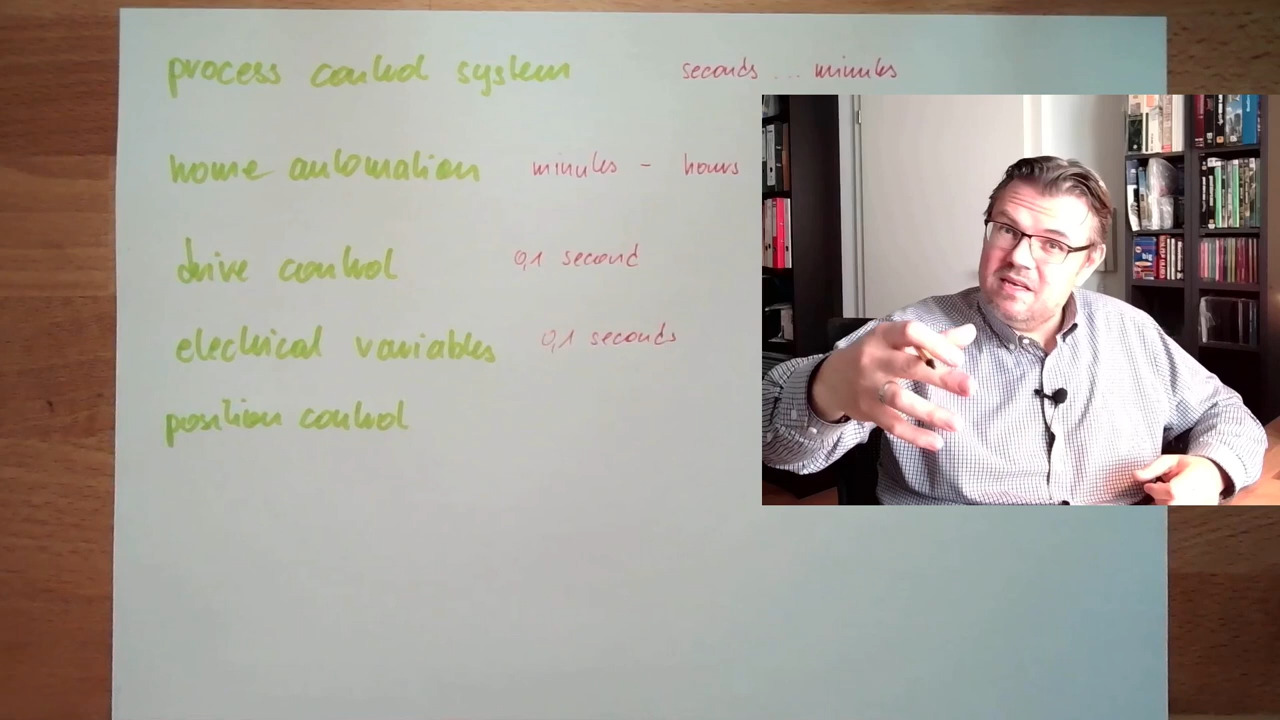 process control system seconds ... minutes
home automation minutes - hours
drive control 0,1 second
electrical variables 0,1 seconds
position control
big